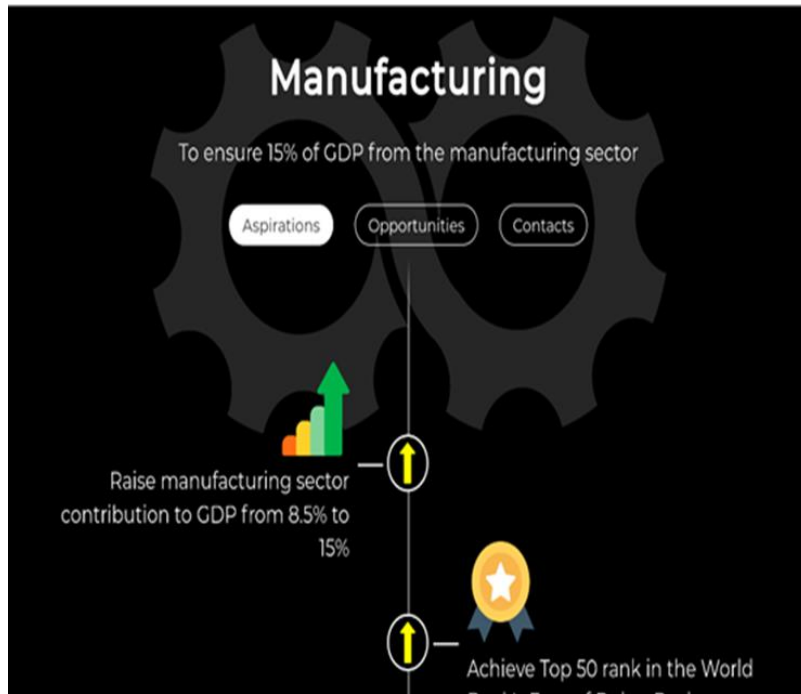 Manufacturing
To ensure 15% of GDP from the manufacturing sector
Aspirations
Opportunities
Contacts
Raise manufacturing sector
contribution to GDP from 8.5% to
15%
Achieve Top 50 rank in the World